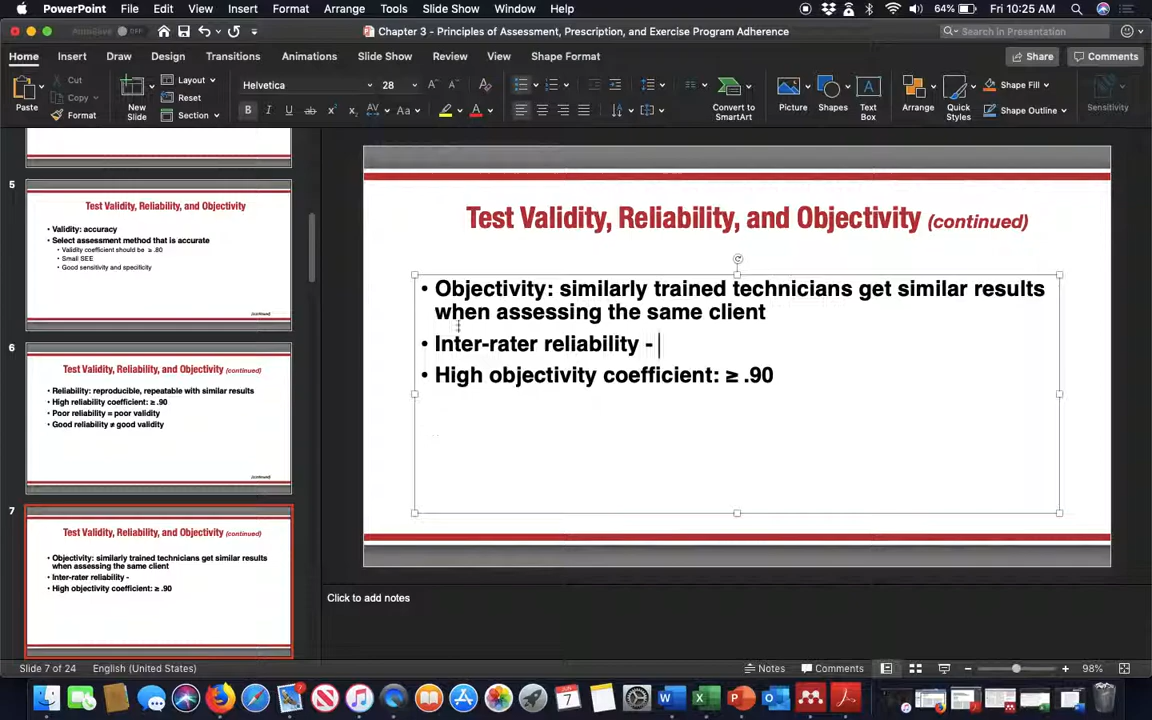 PowerPoint File Edit View Insert Format Arrange Tools Slide Show Window Help 64% Fri 10:25 AM
AutoSave OFF Chapter 3 - Principles of Assessment, Prescription, and Exercise Program Adherence Search in Presentation
Home Insert Draw Design Transitions Animations Slide Show Review View Shape Format Share Comments
Paste Cut Copy Format New Slide Layout Reset Section Helvetica 28 Convert to SmartArt Picture Shapes Text Box Arrange Quick Styles Shape Fill Shape Outline Sensitivity
5
Test Validity, Reliability, and Objectivity
• Validity: accuracy
• Select assessment method that is accurate
• Validity coefficient should be ≥ .80
• Small SEE
• Good sensitivity and specificity
(continued)
6
Test Validity, Reliability, and Objectivity (continued)
• Reliability: reproducible, repeatable with similar results
• High reliability coefficient: ≥ .90
• Poor reliability = poor validity
• Good reliability ≠ good validity
(continued)
7
Test Validity, Reliability, and Objectivity (continued)
• Objectivity: similarly trained technicians get similar results
when assessing the same client
• Inter-rater reliability -
• High objectivity coefficient: ≥ .90
Test Validity, Reliability, and Objectivity (continued)
• Objectivity: similarly trained technicians get similar results
when assessing the same client
• Inter-rater reliability -
• High objectivity coefficient: ≥ .90
Click to add notes
Slide 7 of 24 English (United States) Notes Comments 98%